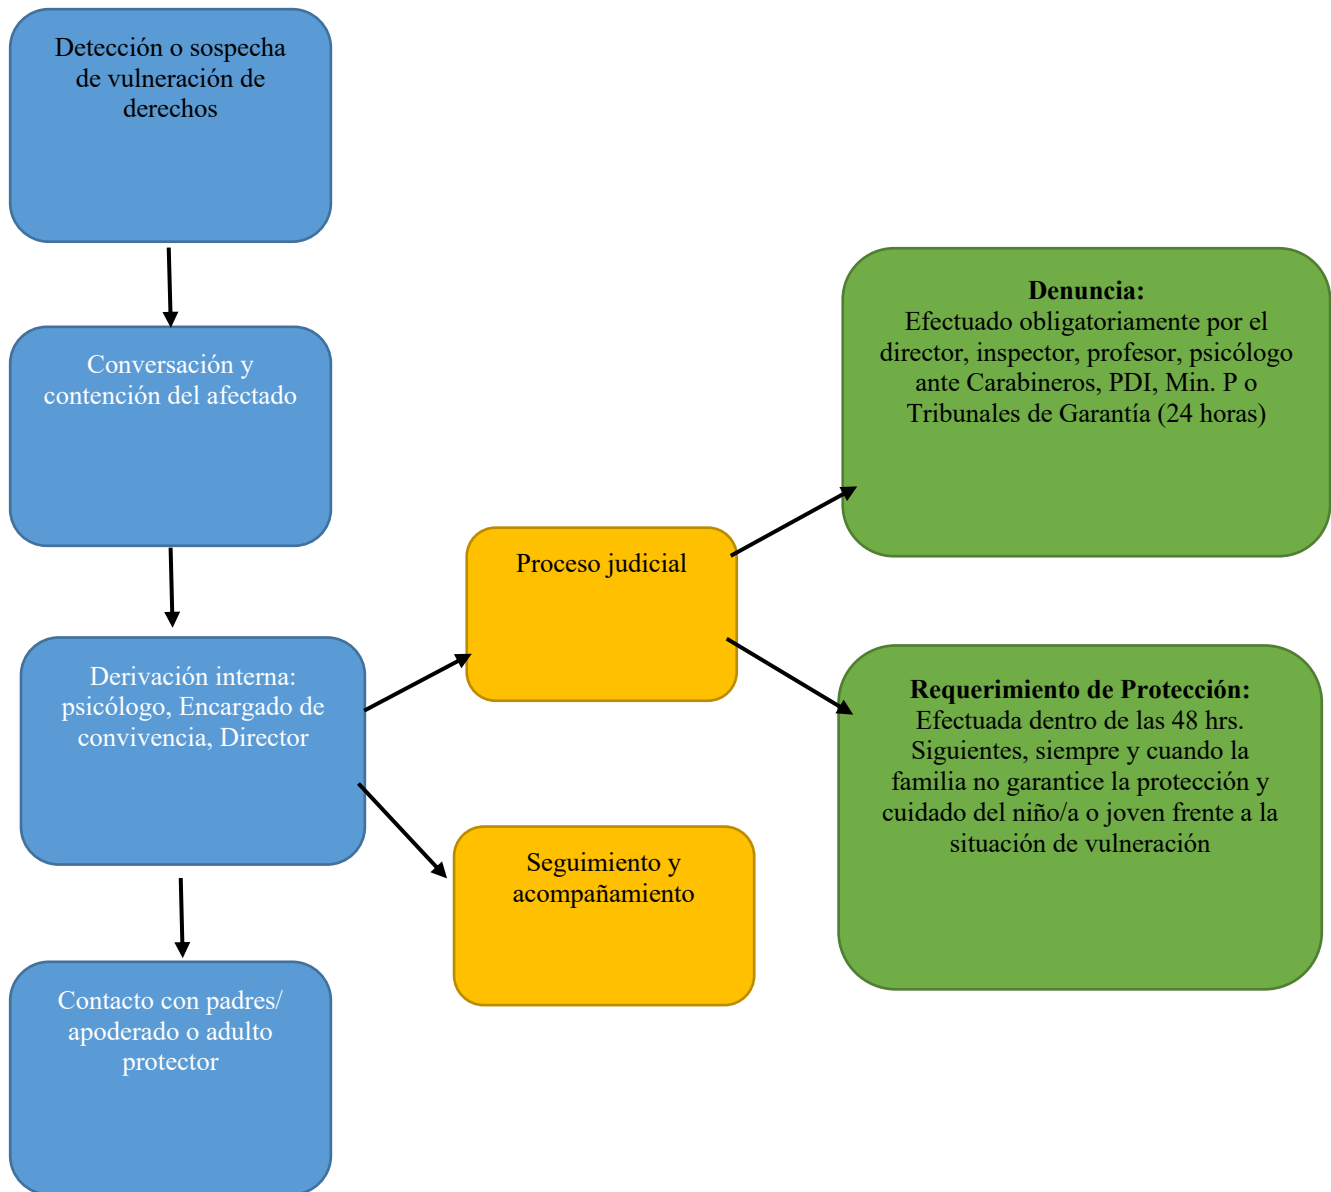 Detección o sospecha
de vulneración de
derechos
Conversación y
contención del afectado
Derivación interna:
psicólogo, Encargado de
convivencia, Director
Contacto con padres/
apoderado o adulto
protector
Proceso judicial
Seguimiento y
acompañamiento
Denuncia:
Efectuado obligatoriamente por el
director, inspector, profesor, psicólogo
ante Carabineros, PDI, Min. P o
Tribunales de Garantía (24 horas)
Requerimiento de Protección:
Efectuada dentro de las 48 hrs.
Siguientes, siempre y cuando la
familia no garantice la protección y
cuidado del niño/a o joven frente a la
situación de vulneración